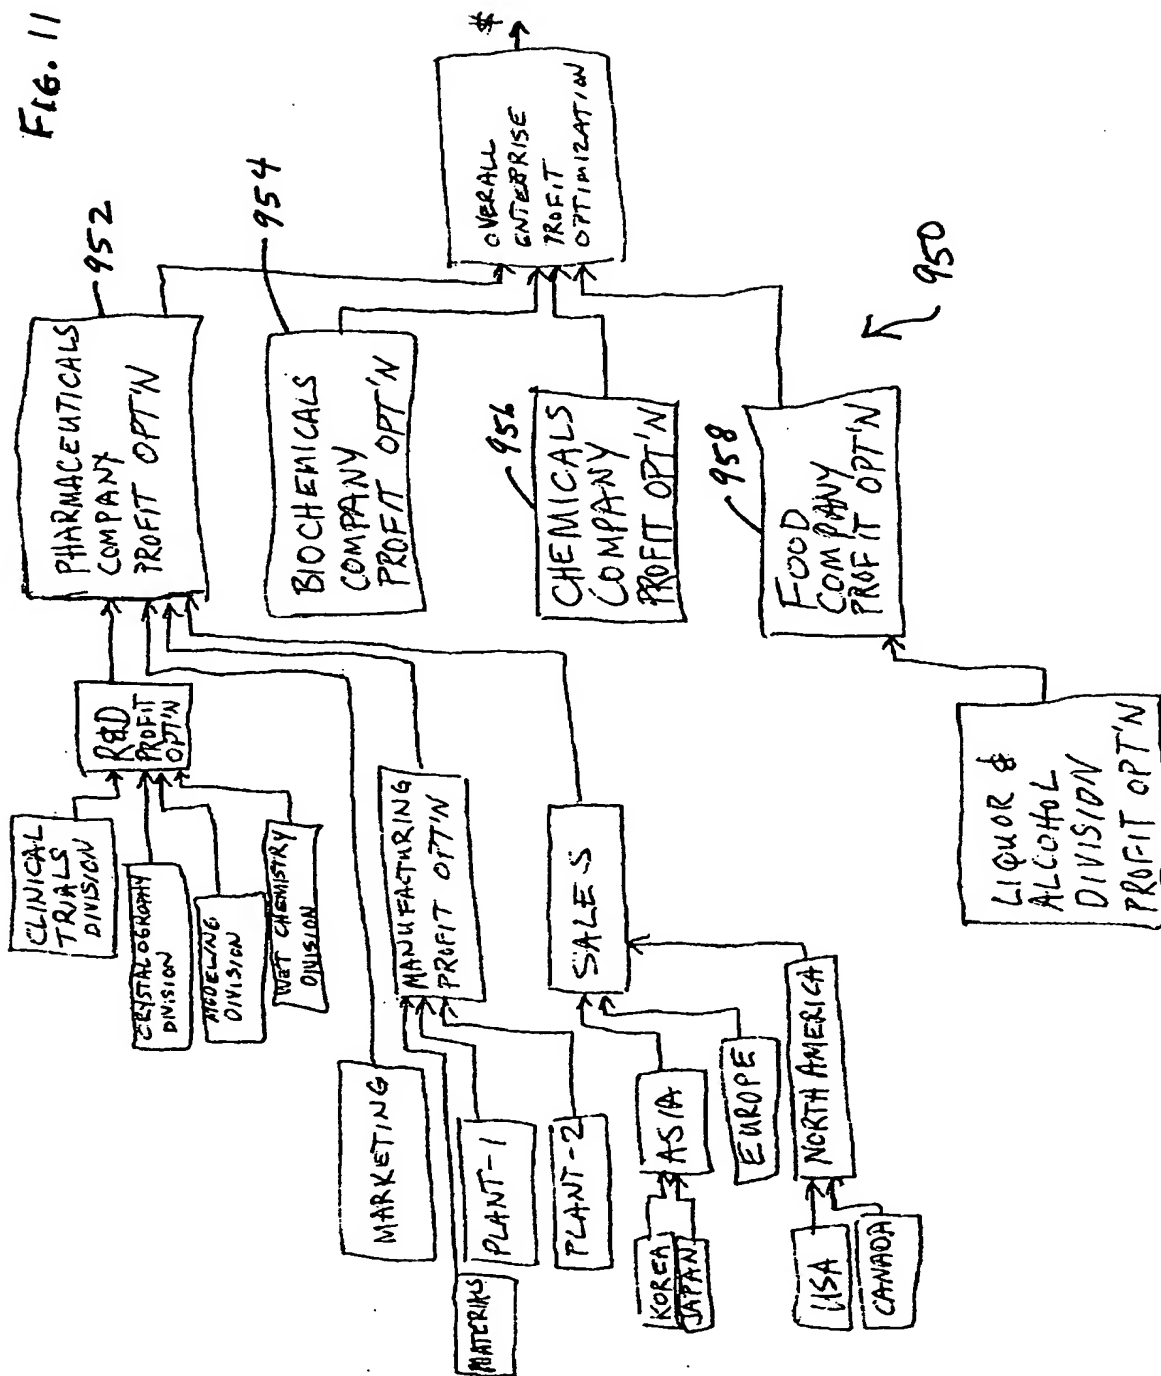 FIG. 11
CLINICAL
TRIALS
DIVISION
CRYSTALOGRAPHY
DIVISION
MODELING
DIVISION
WET CHEMISTRY
DIVISION
R&D
PROFIT
OPT'N
MARKETING
MATERIALS
PLANT-1
PLANT-2
MANUFACTURING
PROFIT OPT'N
KOREA
JAPAN
ASIA
EUROPE
USA
CANADA
NORTH AMERICA
SALES
PHARMACEUTICALS
COMPANY
PROFIT OPT'N
952
BIOCHEMICALS
COMPANY
PROFIT OPT'N
954
CHEMICALS
COMPANY
PROFIT OPT'N
956
FOOD
COMPANY
PROFIT OPT'N
958
LIQUOR &
ALCOHOL
DIVISION
PROFIT OPT'N
OVERALL
ENTERPRISE
PROFIT
OPTIMIZATION
$
950